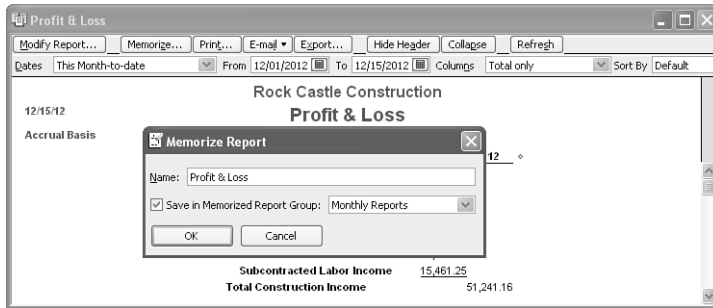 Profit & Loss
Modify Report... Memorize... Print... E-mail Export... Hide Header Collapse Refresh
Dates This Month-to-date From 12/01/2012 To 12/15/2012 Columns Total only Sort By Default
Rock Castle Construction
12/15/12 Profit & Loss
Accrual Basis
Memorize Report
12
Name: Profit & Loss
Save in Memorized Report Group: Monthly Reports
OK Cancel
Subcontracted Labor Income 15,461.25
Total Construction Income 51,241.16